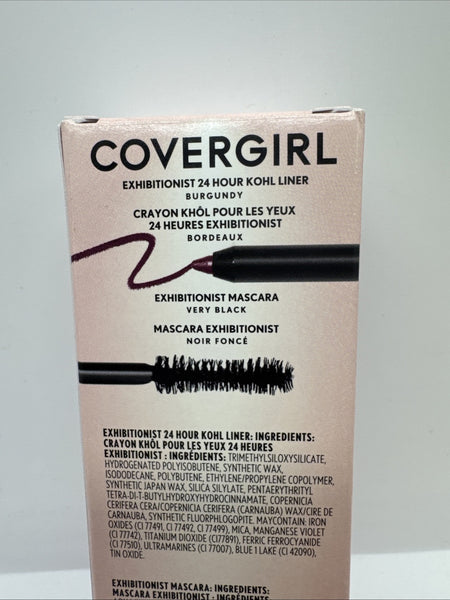 COVERGIRL
EXHIBITIONIST 24 HOUR KOHL LINER
BURGUNDY
CRAYON KHÔL POUR LES YEUX
24 HEURES EXHIBITIONIST
BORDEAUX
EXHIBITIONIST MASCARA
VERY BLACK
MASCARA EXHIBITIONIST
NOIR FONCÉ
EXHIBITIONIST 24 HOUR KOHL LINER: INGREDIENTS:
CRAYON KHÔL POUR LES YEUX 24 HEURES
EXHIBITIONIST : INGRÉDIENTS: TRIMETHYLSILOXYSILICATE,
HYDROGENATED POLYISOBUTENE, SYNTHETIC WAX,
ISODODECANE, POLYBUTENE, ETHYLENE/PROPYLENE COPOLYMER,
SYNTHETIC JAPAN WAX, SILICA SILYLATE, PENTAERYTHRITYL
TETRA-DI-T-BUTYLHYDROXYHYDROCINNAMATE, COPERNICIA
CERIFERA CERA/COPERNICIA CERIFERA (CARNAUBA) WAX/CIRE DE
CARNAUBA, SYNTHETIC FLUORPHLOGOPITE. MAYCONTAIN: IRON
OXIDES (CI 77491, CI 77492, CI 77499), MICA, MANGANESE VIOLET
(CI 77742), TITANIUM DIOXIDE (CI77891), FERRIC FERROCYANIDE
(CI 77510), ULTRAMARINES (CI 77007), BLUE 1 LAKE (CI 42090),
TIN OXIDE.
EXHIBITIONIST MASCARA: INGREDIENTS:
MASCARA EXHIBITIONIST : INGRÉDIENTS: